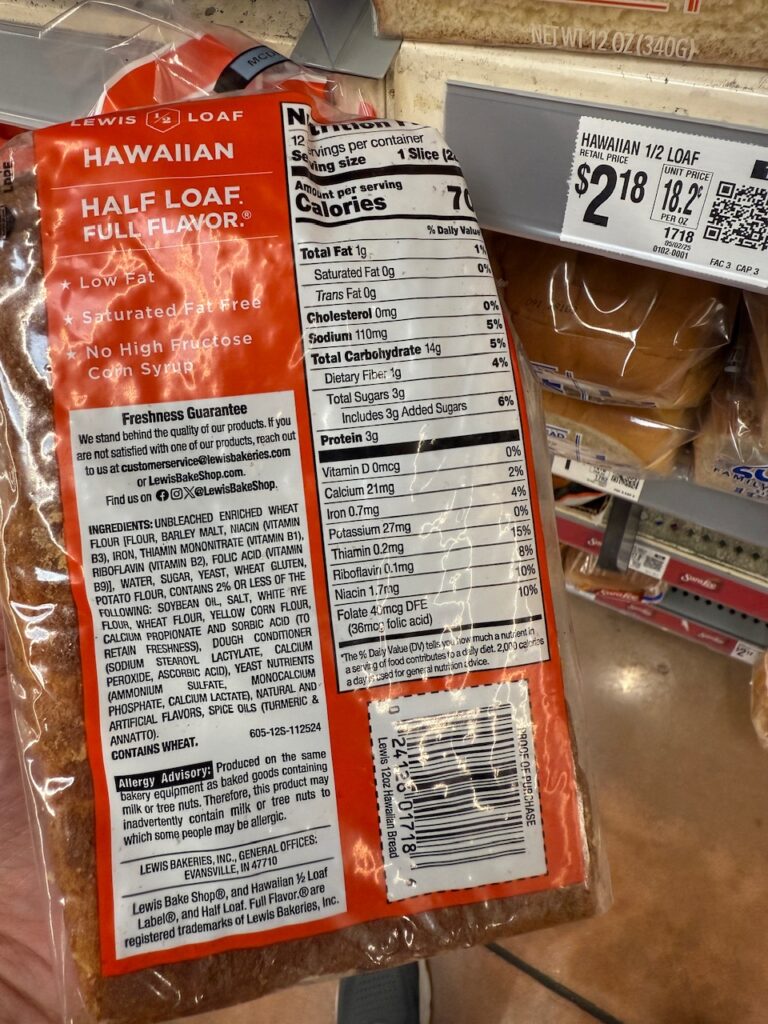 NET WT 12 OZ (340G)
LEWIS ½ LOAF
HAWAIIAN
HALF LOAF.
FULL FLAVOR.®
★ Low Fat
★ Saturated Fat Free
★ No High Fructose
Corn Syrup
Freshness Guarantee
We stand behind the quality of our products. If you
are not satisfied with one of our products, reach out
to us at customerservice@lewisbakeries.com
or LewisBakeShop.com.
Find us on @LewisBakeShop.
INGREDIENTS: UNBLEACHED ENRICHED WHEAT
FLOUR [FLOUR, BARLEY MALT, NIACIN (VITAMIN
B3), IRON, THIAMIN MONONITRATE (VITAMIN B1),
RIBOFLAVIN (VITAMIN B2), FOLIC ACID (VITAMIN
B9)], WATER, SUGAR, YEAST, WHEAT GLUTEN,
POTATO FLOUR, CONTAINS 2% OR LESS OF THE
FOLLOWING: SOYBEAN OIL, SALT, WHITE RYE
FLOUR, WHEAT FLOUR, YELLOW CORN FLOUR,
CALCIUM PROPIONATE AND SORBIC ACID (TO
RETAIN FRESHNESS), DOUGH CONDITIONER
(SODIUM STEAROYL LACTYLATE, CALCIUM
PEROXIDE, ASCORBIC ACID), YEAST NUTRIENTS
(AMMONIUM SULFATE, MONOCALCIUM
PHOSPHATE, CALCIUM LACTATE), NATURAL AND
ARTIFICIAL FLAVORS, SPICE OILS (TURMERIC &
ANNATTO).
CONTAINS WHEAT. 605-12S-112524
Allergy Advisory: Produced on the same
bakery equipment as baked goods containing
milk or tree nuts. Therefore, this product may
inadvertently contain milk or tree nuts to
which some people may be allergic.
LEWIS BAKERIES, INC., GENERAL OFFICES:
EVANSVILLE, IN 47710
Lewis Bake Shop®, and Hawaiian ½ Loaf
Label®, and Half Loaf. Full Flavor.® are
registered trademarks of Lewis Bakeries, Inc.
Nutrition
12 servings per container
Serving size 1 Slice
Amount per serving
Calories 70
% Daily Value
Total Fat 1g 1%
Saturated Fat 0g 0%
Trans Fat 0g
Cholesterol 0mg 0%
Sodium 110mg 5%
Total Carbohydrate 14g 5%
Dietary Fiber 1g 4%
Total Sugars 3g
Includes 3g Added Sugars 6%
Protein 3g
Vitamin D 0mcg 0%
Calcium 21mg 2%
Iron 0.7mg 4%
Potassium 27mg 0%
Thiamin 0.2mg 15%
Riboflavin 0.1mg 8%
Niacin 1.7mg 10%
Folate 40mcg DFE 10%
(36mcg folic acid)
*The % Daily Value (DV) tells you how much a nutrient in
a serving of food contributes to a daily diet. 2,000 calories
a day is used for general nutrition advice.
PROOF OF PURCHASE
0 24126 01718 6
Lewis 12oz Hawaiian Bread
HAWAIIAN 1/2 LOAF
RETAIL PRICE
$2 18
UNIT PRICE
18.2¢
PER OZ
1718
05/02/25
0102-0001
FAC 3 CAP 3